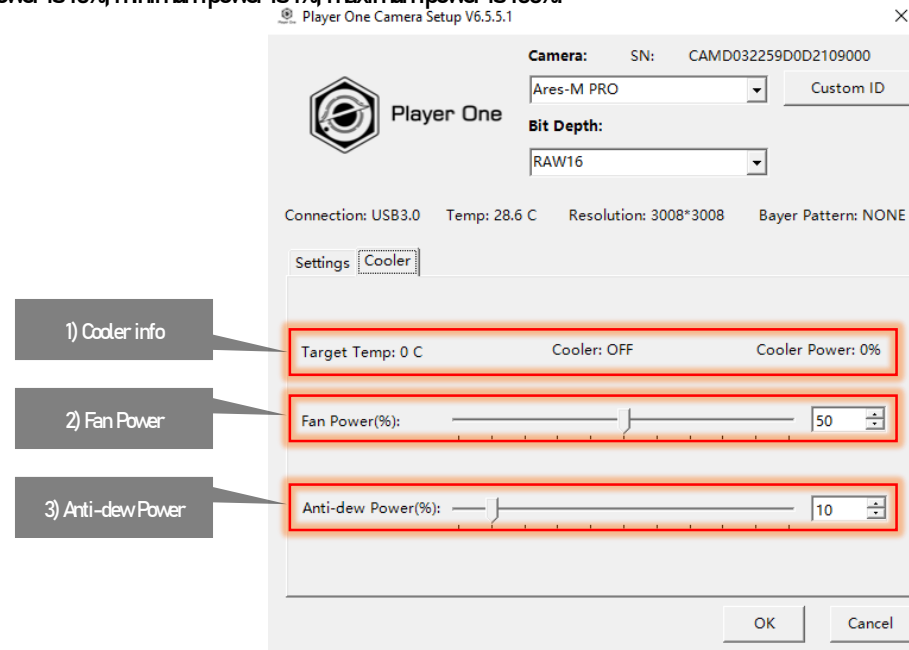 Player One Camera Setup V6.5.5.1
Camera: SN: CAMD032259D0D2109000
Ares-M PRO Custom ID
Player One
Bit Depth:
RAW16
Connection: USB3.0 Temp: 28.6 C Resolution: 3008*3008 Bayer Pattern: NONE
Settings Cooler
1) Cooler info
Target Temp: 0 C Cooler: OFF Cooler Power: 0%
2) Fan Power
Fan Power(%): 50
3) Anti-dew Power
Anti-dew Power(%): 10
OK Cancel